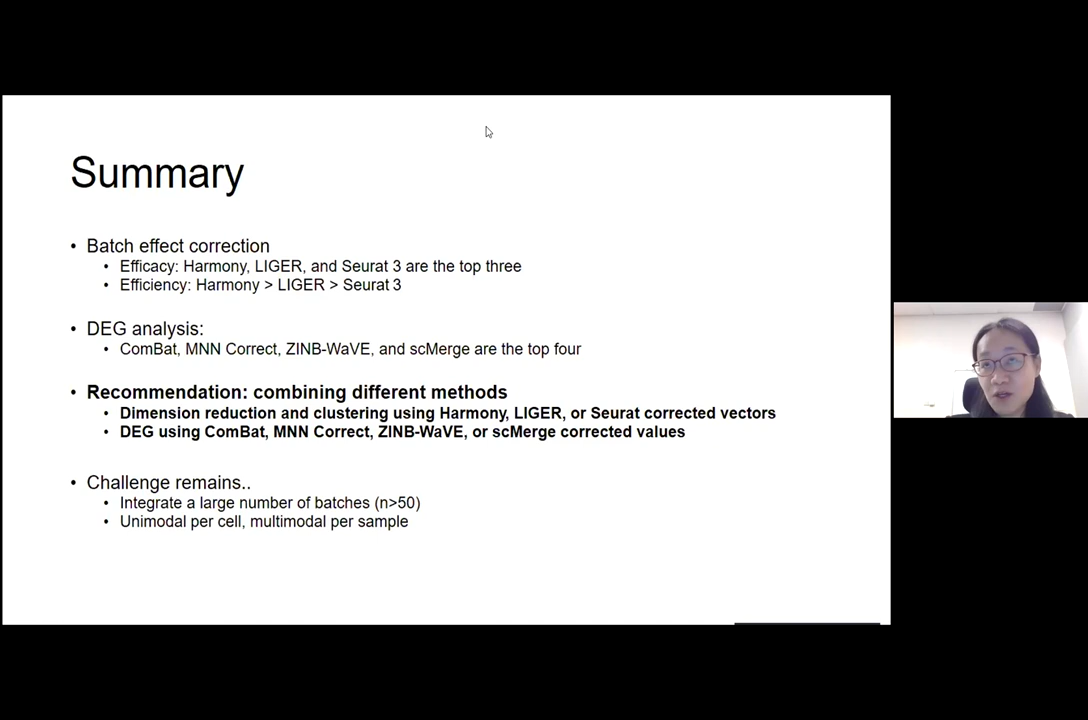 Summary
• Batch effect correction
• Efficacy: Harmony, LIGER, and Seurat 3 are the top three
• Efficiency: Harmony > LIGER > Seurat 3
• DEG analysis:
• ComBat, MNN Correct, ZINB-WaVE, and scMerge are the top four
• Recommendation: combining different methods
• Dimension reduction and clustering using Harmony, LIGER, or Seurat corrected vectors
• DEG using ComBat, MNN Correct, ZINB-WaVE, or scMerge corrected values
• Challenge remains..
• Integrate a large number of batches (n>50)
• Unimodal per cell, multimodal per sample